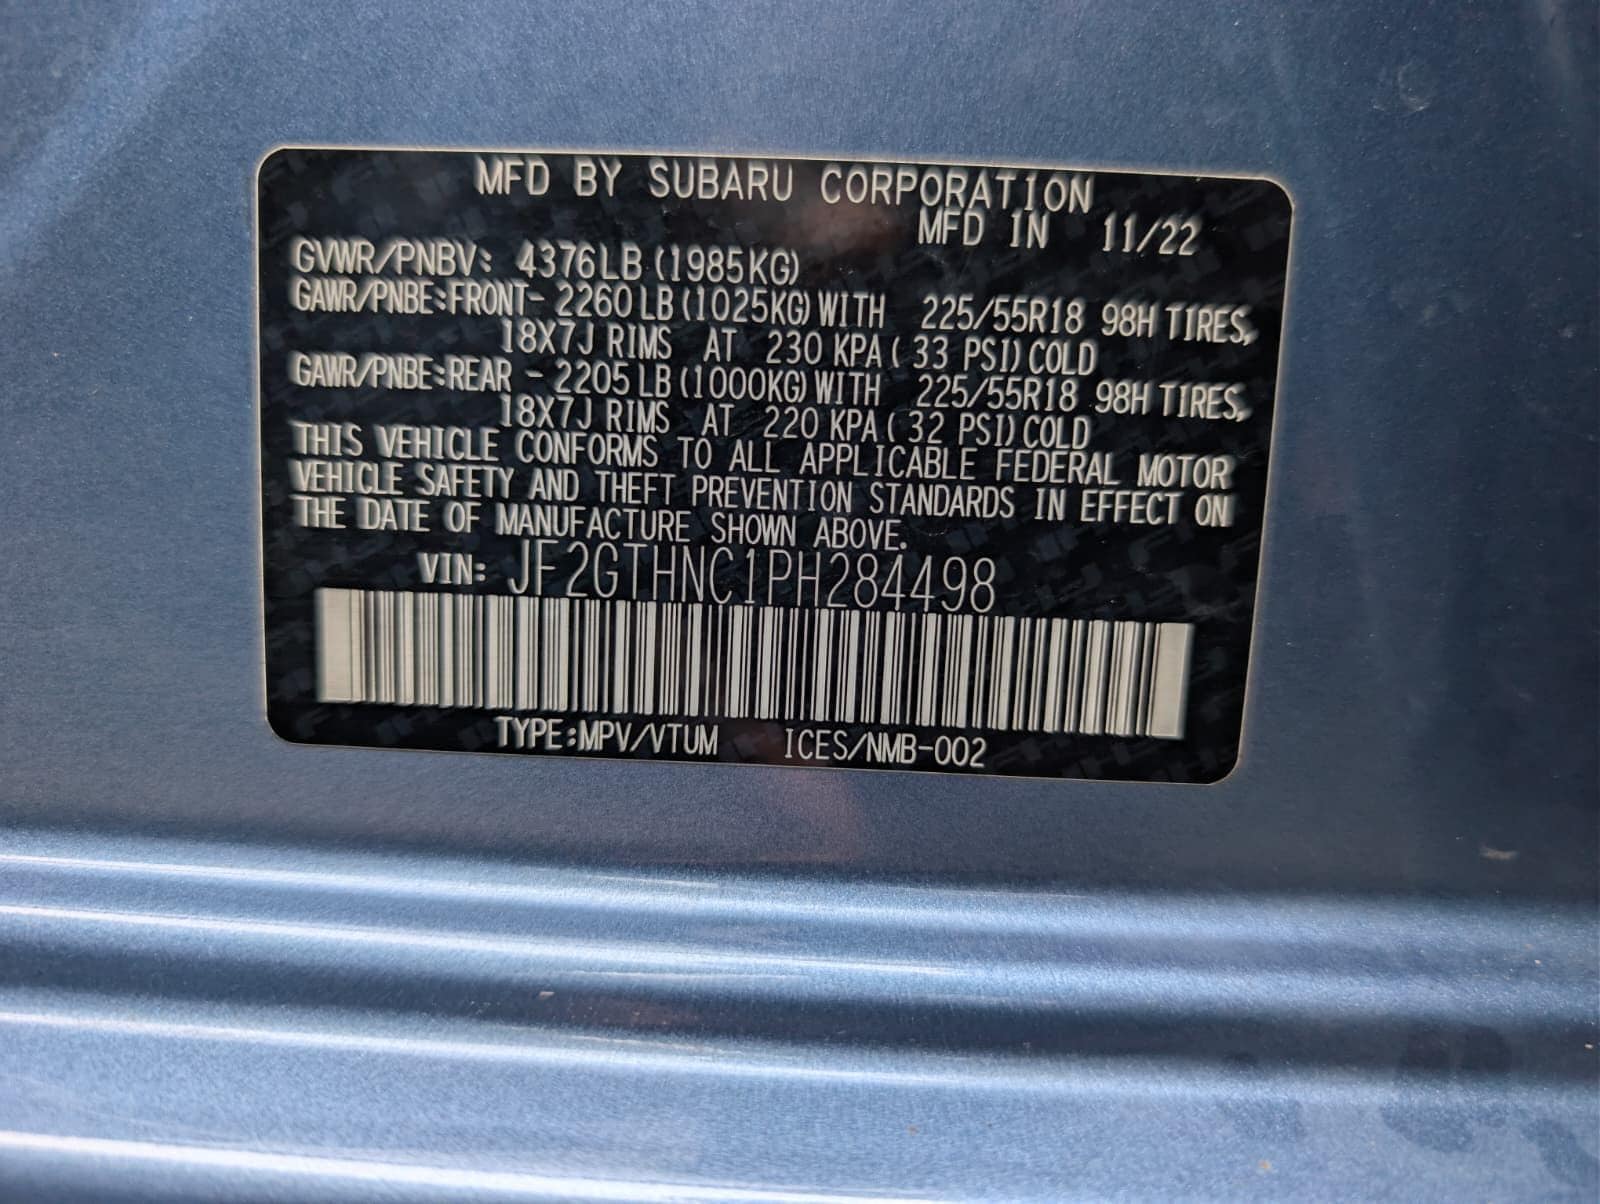 MFD BY SUBARU CORPORATION
MFD IN 11/22
GVWR/PNBV: 4376LB (1985KG)
GAWR/PNBE:FRONT- 2260 LB (1025KG) WITH 225/55R18 98H TIRES,
18X7J RIMS AT 230 KPA ( 33 PSI) COLD
GAWR/PNBE:REAR - 2205 LB (1000KG) WITH 225/55R18 98H TIRES,
18X7J RIMS AT 220 KPA ( 32 PSI) COLD
THIS VEHICLE CONFORMS TO ALL APPLICABLE FEDERAL MOTOR
VEHICLE SAFETY AND THEFT PREVENTION STANDARDS IN EFFECT ON
THE DATE OF MANUFACTURE SHOWN ABOVE.
VIN: JF2GTHNC1PH284498
TYPE:MPV/VTUM ICES/NMB-002